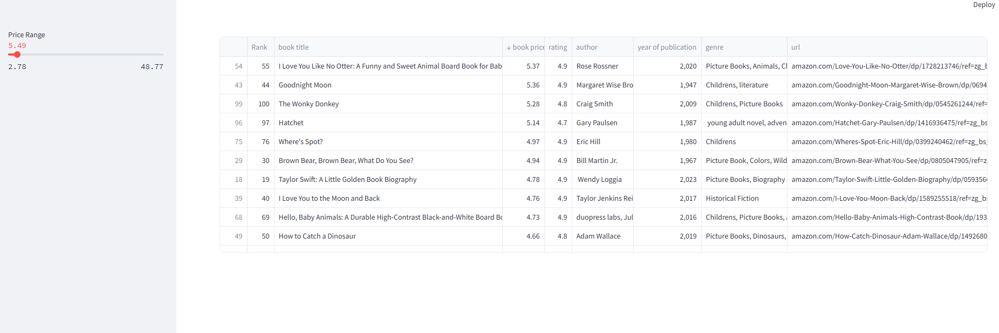 Deploy
Price Range
5.49
2.78 48.77
Rank book title ↓ book price rating author year of publication genre url
54 55 I Love You Like No Otter: A Funny and Sweet Animal Board Book for Bab 5.37 4.9 Rose Rossner 2,020 Picture Books, Animals, amazon.com/Love-You-Like-No-Otter/dp/1728213746/ref=zg_b
43 44 Goodnight Moon 5.36 4.9 Margaret Wise Bro 1,947 Childrens, literature amazon.com/Goodnight-Moon-Margaret-Wise-Brown/dp/0694
99 100 The Wonky Donkey 5.28 4.8 Craig Smith 2,009 Childrens, Picture Books amazon.com/Wonky-Donkey-Craig-Smith/dp/0545261244/ref=
96 97 Hatchet 5.14 4.7 Gary Paulsen 1,987 young adult novel, adven amazon.com/Hatchet-Gary-Paulsen/dp/1416936475/ref=zg_bs
75 76 Where's Spot? 4.97 4.9 Eric Hill 1,980 Childrens amazon.com/Wheres-Spot-Eric-Hill/dp/0399240462/ref=zg_bs_
29 30 Brown Bear, Brown Bear, What Do You See? 4.94 4.9 Bill Martin Jr. 1,967 Picture Book, Colors, Wild amazon.com/Brown-Bear-What-You-See/dp/0805047905/ref=z
18 19 Taylor Swift: A Little Golden Book Biography 4.78 4.9 Wendy Loggia 2,023 Picture Books, Biography amazon.com/Taylor-Swift-Little-Golden-Biography/dp/059356
39 40 I Love You to the Moon and Back 4.76 4.9 Taylor Jenkins Rei 2,017 Historical Fiction amazon.com/I-Love-You-Moon-Back/dp/1589255518/ref=zg_bs
68 69 Hello, Baby Animals: A Durable High-Contrast Black-and-White Board Bo 4.73 4.9 duopress labs, Jul 2,016 Childrens, Picture Books, amazon.com/Hello-Baby-Animals-High-Contrast-Book/dp/193
49 50 How to Catch a Dinosaur 4.66 4.8 Adam Wallace 2,019 Picture Books, Dinosaurs, amazon.com/How-Catch-Dinosaur-Adam-Wallace/dp/1492680